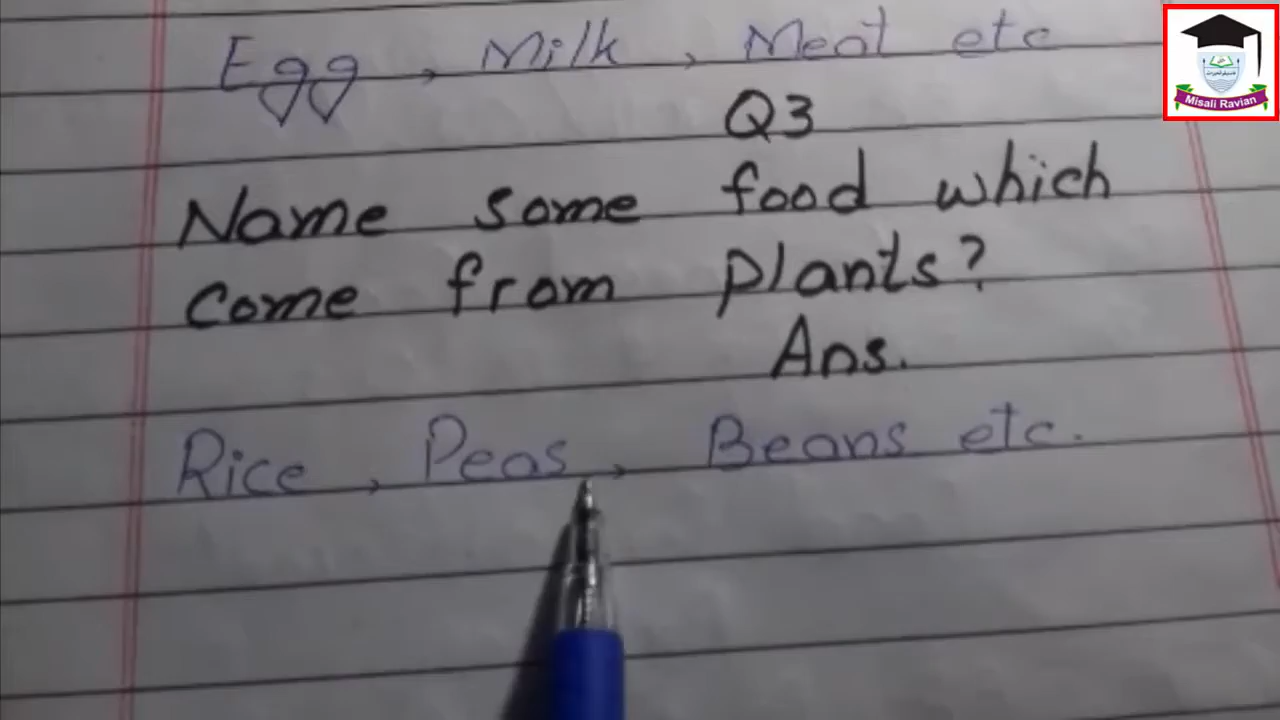 Egg, Milk, Meat etc
Q3
Name some food which
come from plants?
Ans.
Rice, Peas, Beans etc.
Misali Ravian